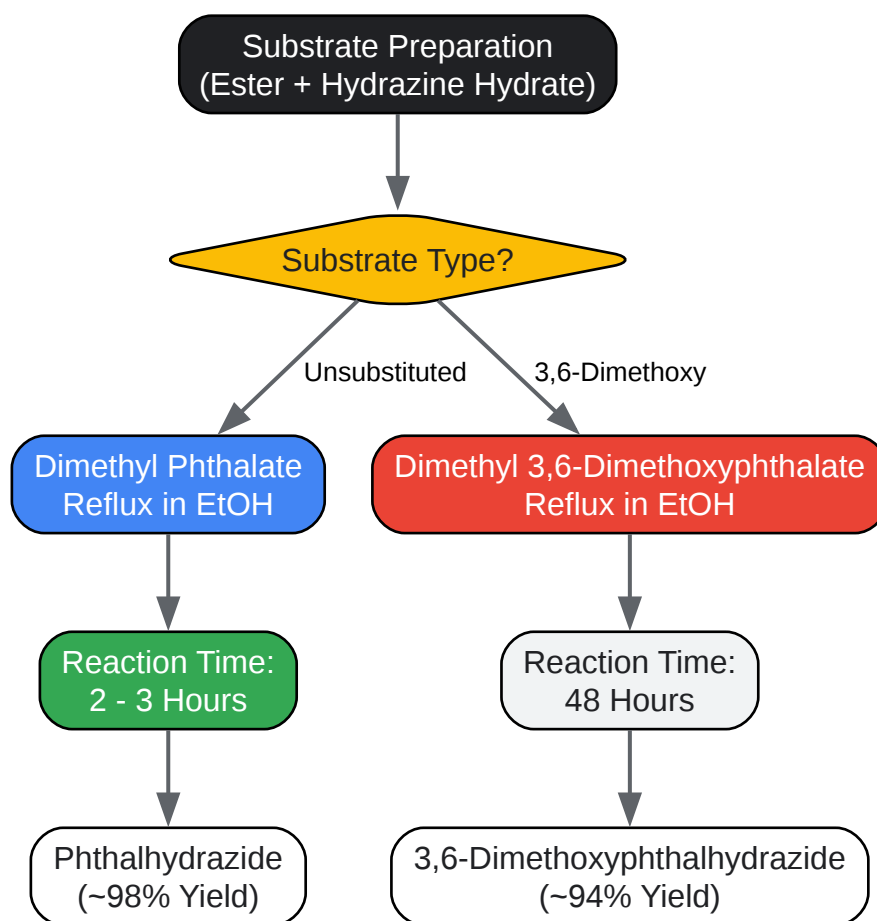 Substrate Preparation
(Ester + Hydrazine Hydrate)
Substrate Type?
Unsubstituted
3,6-Dimethoxy
Dimethyl Phthalate
Reflux in EtOH
Dimethyl 3,6-Dimethoxyphthalate
Reflux in EtOH
Reaction Time:
2 - 3 Hours
Reaction Time:
48 Hours
Phthalhydrazide
(~98% Yield)
3,6-Dimethoxyphthalhydrazide
(~94% Yield)